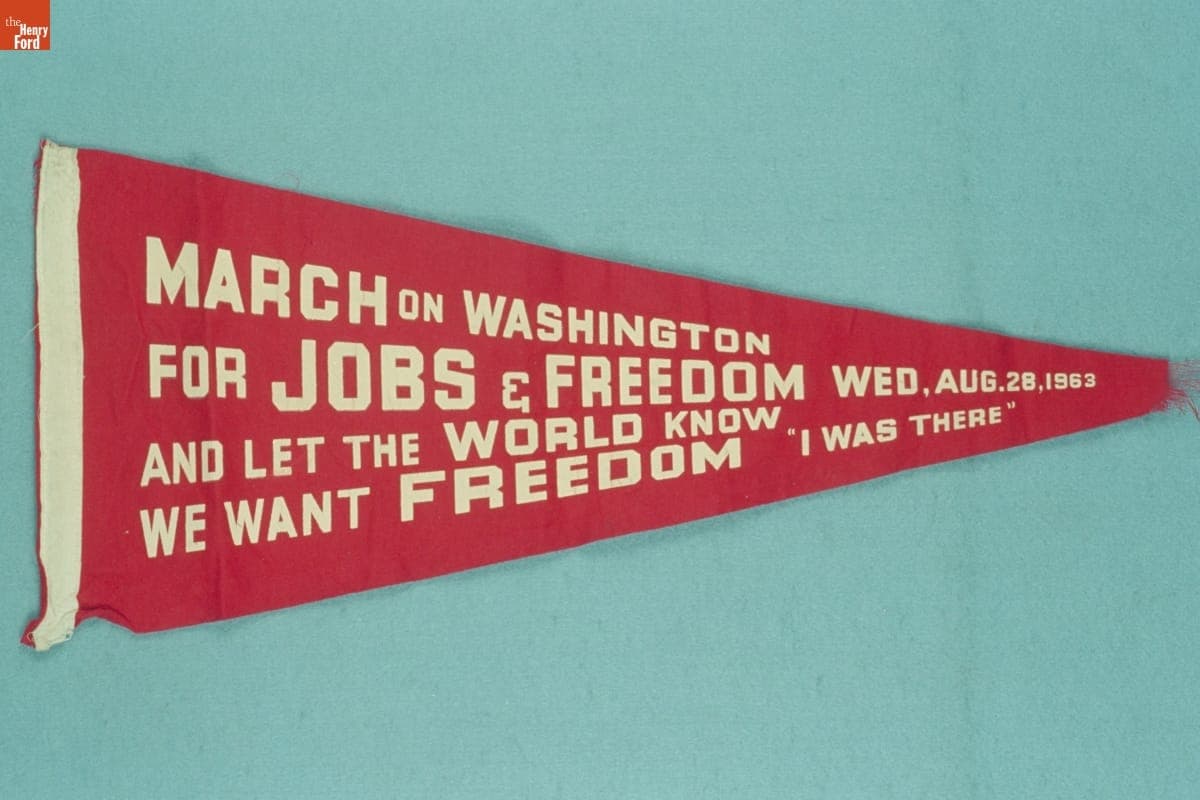 the
Henry
Ford
MARCH ON WASHINGTON
FOR JOBS & FREEDOM WED, AUG. 28, 1963
AND LET THE WORLD KNOW "I WAS THERE"
WE WANT FREEDOM